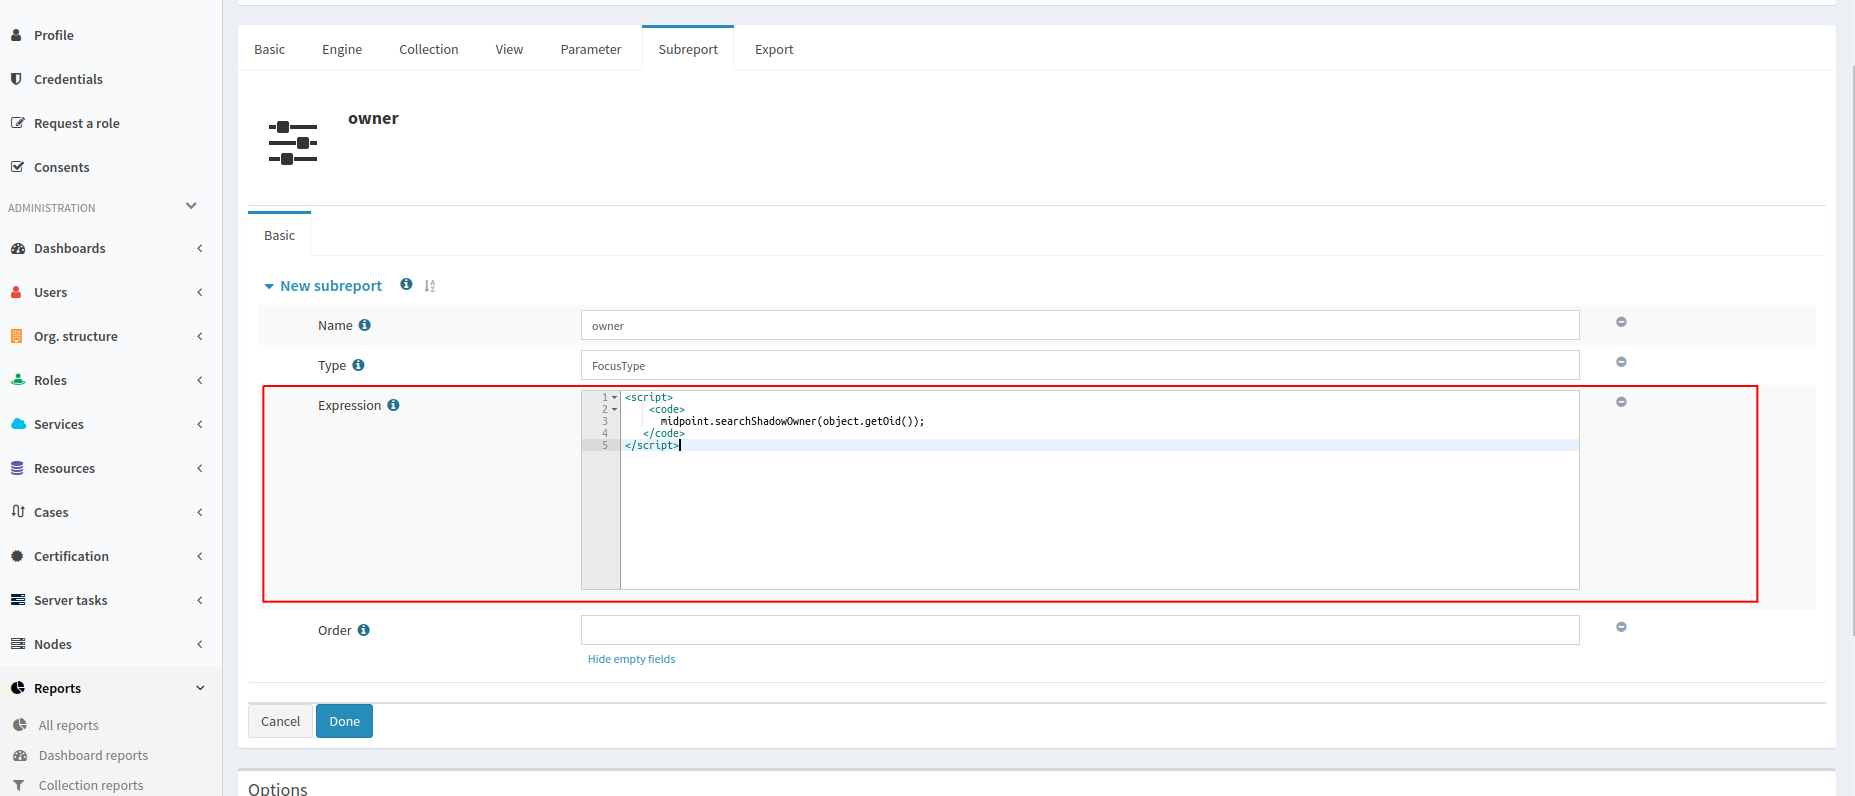 Profile
Credentials
Request a role
Consents
ADMINISTRATION
Dashboards
Users
Org. structure
Roles
Services
Resources
Cases
Certification
Server tasks
Nodes
Reports
All reports
Dashboard reports
Collection reports
Basic Engine Collection View Parameter Subreport Export
owner
Basic
New subreport
Name owner
Type FocusType
Expression
1 <script>
2 <code>
3 midpoint.searchShadowOwner(object.getOid());
4 </code>
5 </script>
Order
Hide empty fields
Cancel Done
Options